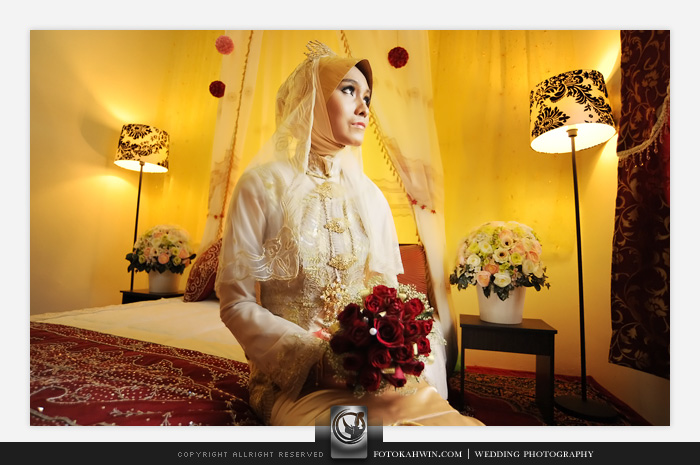 COPYRIGHT ALLRIGHT RESERVED
FOTOKAHWIN.COM | WEDDING PHOTOGRAPHY